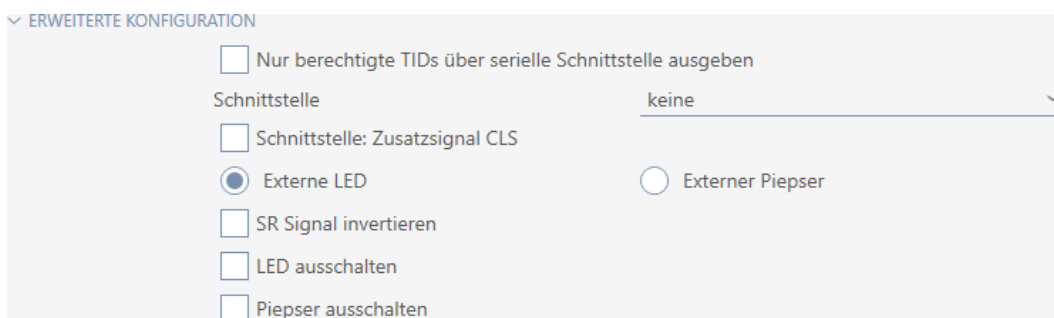 ERWEITERTE KONFIGURATION
Nur berechtigte TIDs über serielle Schnittstelle ausgeben
Schnittstelle keine
Schnittstelle: Zusatzsignal CLS
Externe LED Externer Piepser
SR Signal invertieren
LED ausschalten
Piepser ausschalten